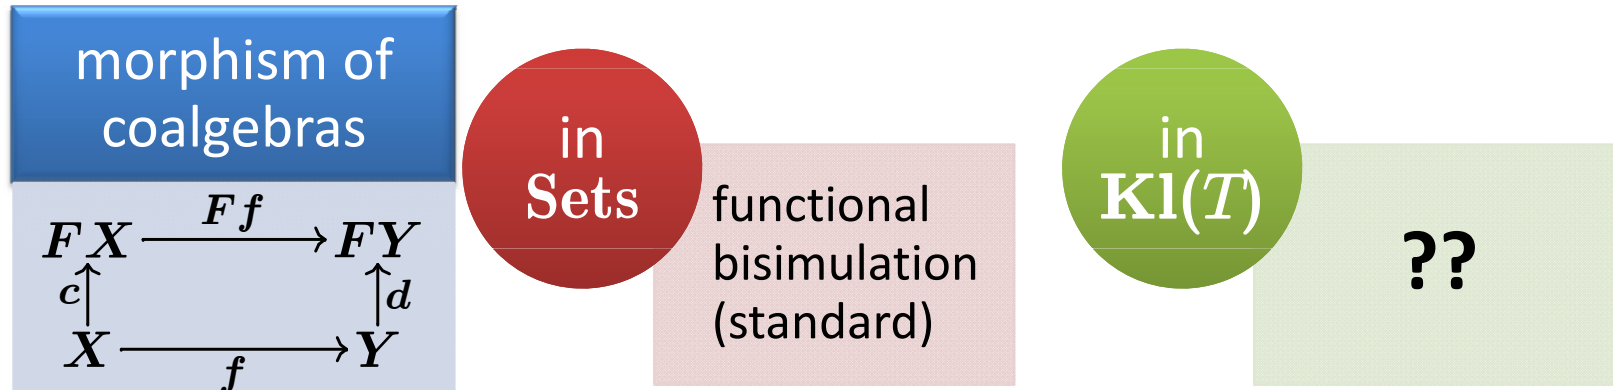 morphism of
coalgebras
Ff
FX FY
c d
X Y
f
in
Sets
functional
bisimulation
(standard)
in
Kl(T)
??